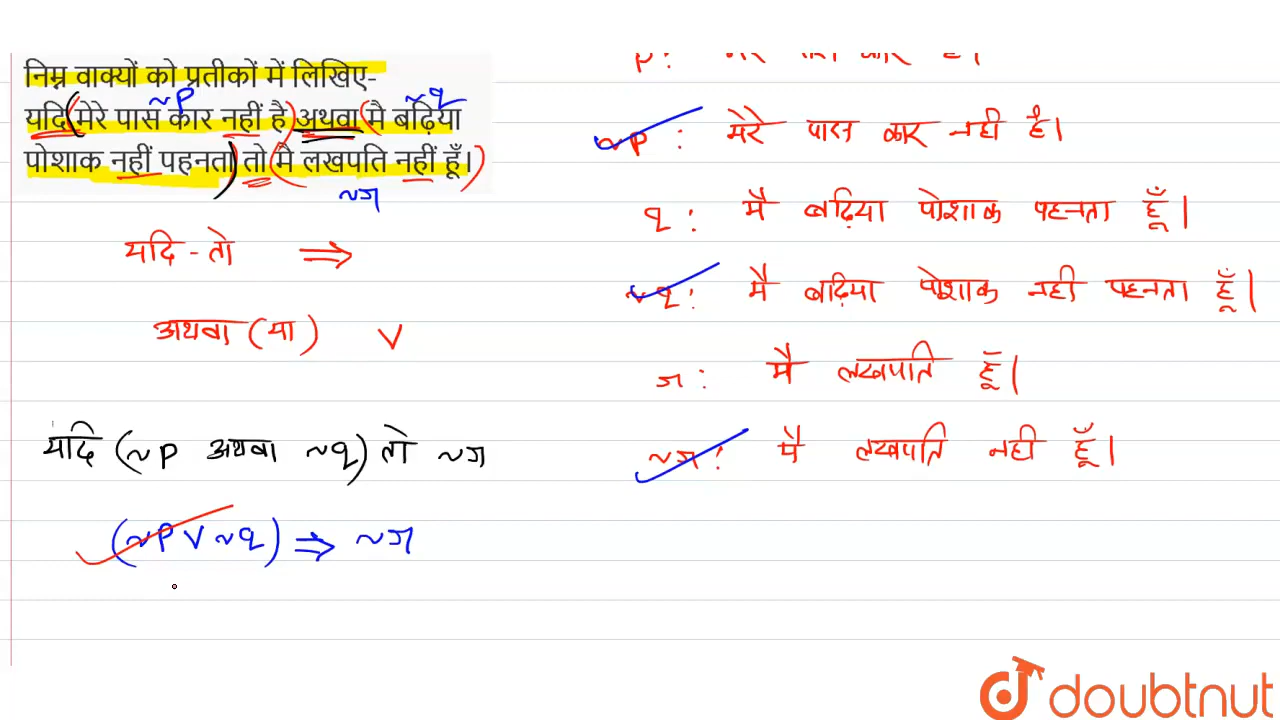 निम्न वाक्यों को प्रतीकों में लिखिए-
~p ~q
यदि (मेरे पास कार नहीं है) अथवा (मै बढ़िया
पोशाक नहीं पहनता) तो (मै लखपति नहीं हूँ।)
~r
यदि - तो ⇒
अथवा (या) V
यदि (~p अथवा ~q) तो ~r
(~p V ~q) ⇒ ~r
p: मेरे पास कार है।
~p: मेरे पास कार नही है।
q: मै बढ़िया पोशाक पहनता हूँ।
~q: मै बढ़िया पोशाक नही पहनता हूँ।
r: मै लखपति हूँ।
~r: मै लखपति नही हूँ।
doubtnut